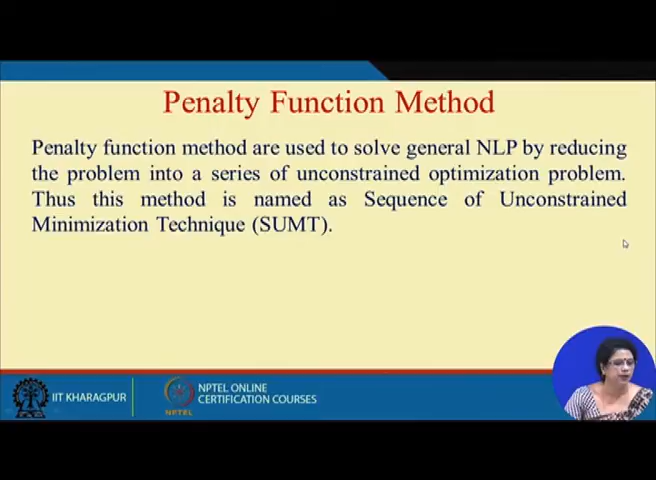 Penalty Function Method
Penalty function method are used to solve general NLP by reducing
the problem into a series of unconstrained optimization problem.
Thus this method is named as Sequence of Unconstrained
Minimization Technique (SUMT).
IIT KHARAGPUR
NPTEL
NPTEL ONLINE
CERTIFICATION COURSES